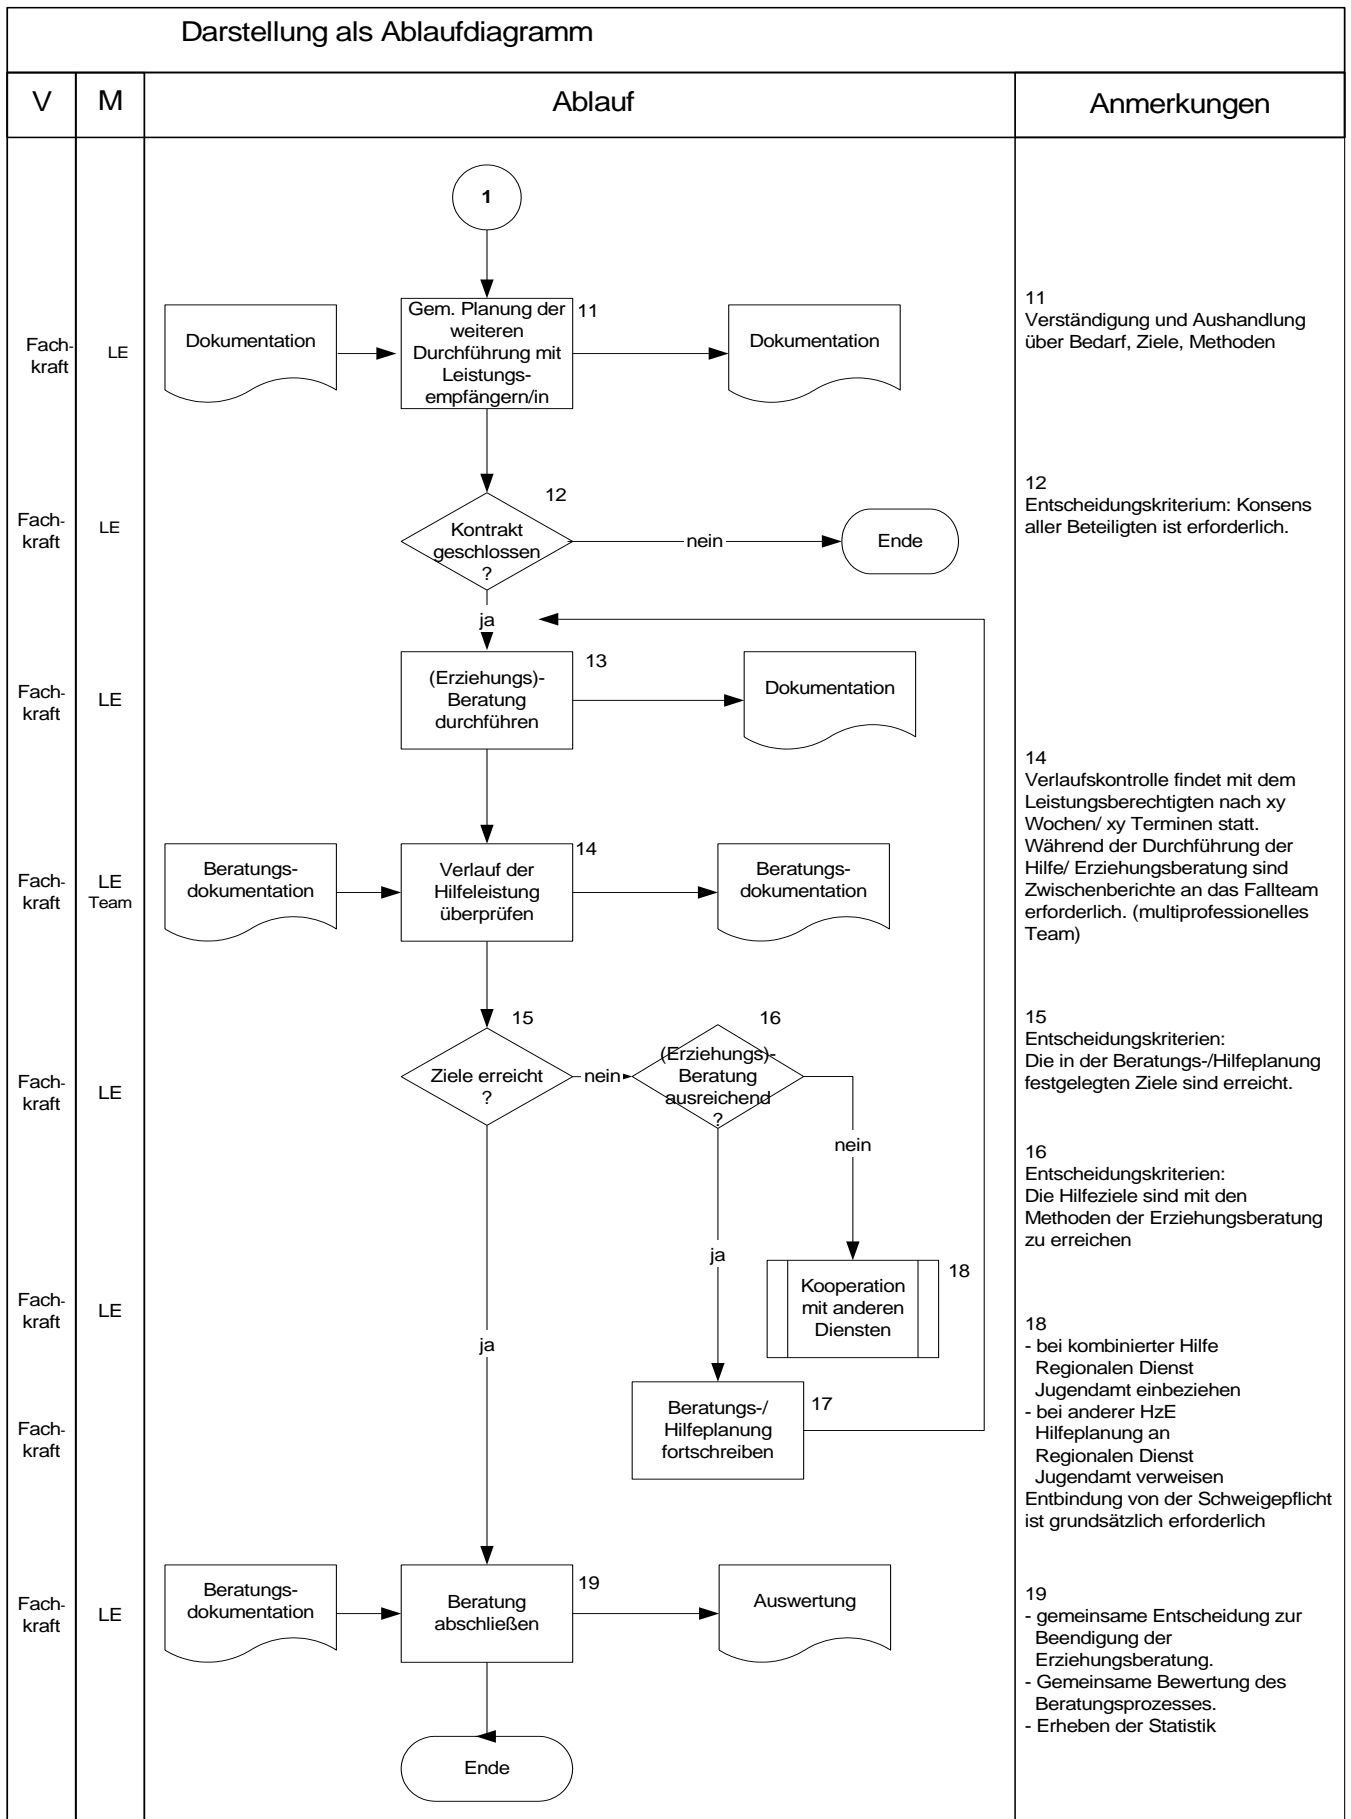 Darstellung als Ablaufdiagramm
V
M
Ablauf
Anmerkungen
1
Fach-
kraft
LE
Dokumentation
Gem. Planung der
weiteren
Durchführung mit
Leistungs-
empfängern/in
11
Dokumentation
11
Verständigung und Aushandlung
über Bedarf, Ziele, Methoden
Fach-
kraft
LE
Kontrakt
geschlossen
?
12
nein
Ende
12
Entscheidungskriterium: Konsens
aller Beteiligten ist erforderlich.
ja
Fach-
kraft
LE
(Erziehungs)-
Beratung
durchführen
13
Dokumentation
Fach-
kraft
LE
Team
Beratungs-
dokumentation
Verlauf der
Hilfeleistung
überprüfen
14
Beratungs-
dokumentation
14
Verlaufskontrolle findet mit dem
Leistungsberechtigten nach xy
Wochen/ xy Terminen statt.
Während der Durchführung der
Hilfe/ Erziehungsberatung sind
Zwischenberichte an das Fallteam
erforderlich. (multiprofessionelles
Team)
Fach-
kraft
LE
Ziele erreicht
?
15
nein
(Erziehungs)-
Beratung
ausreichend
?
16
nein
ja
15
Entscheidungskriterien:
Die in der Beratungs-/Hilfeplanung
festgelegten Ziele sind erreicht.
16
Entscheidungskriterien:
Die Hilfeziele sind mit den
Methoden der Erziehungsberatung
zu erreichen
Fach-
kraft
LE
ja
Kooperation
mit anderen
Diensten
18
18
- bei kombinierter Hilfe
Regionalen Dienst
Jugendamt einbeziehen
- bei anderer HzE
Hilfeplanung an
Regionalen Dienst
Jugendamt verweisen
Entbindung von der Schweigepflicht
ist grundsätzlich erforderlich
Fach-
kraft
Beratungs-/
Hilfeplanung
fortschreiben
17
Fach-
kraft
LE
Beratungs-
dokumentation
Beratung
abschließen
19
Auswertung
19
- gemeinsame Entscheidung zur
Beendigung der
Erziehungsberatung.
- Gemeinsame Bewertung des
Beratungsprozesses.
- Erheben der Statistik
Ende